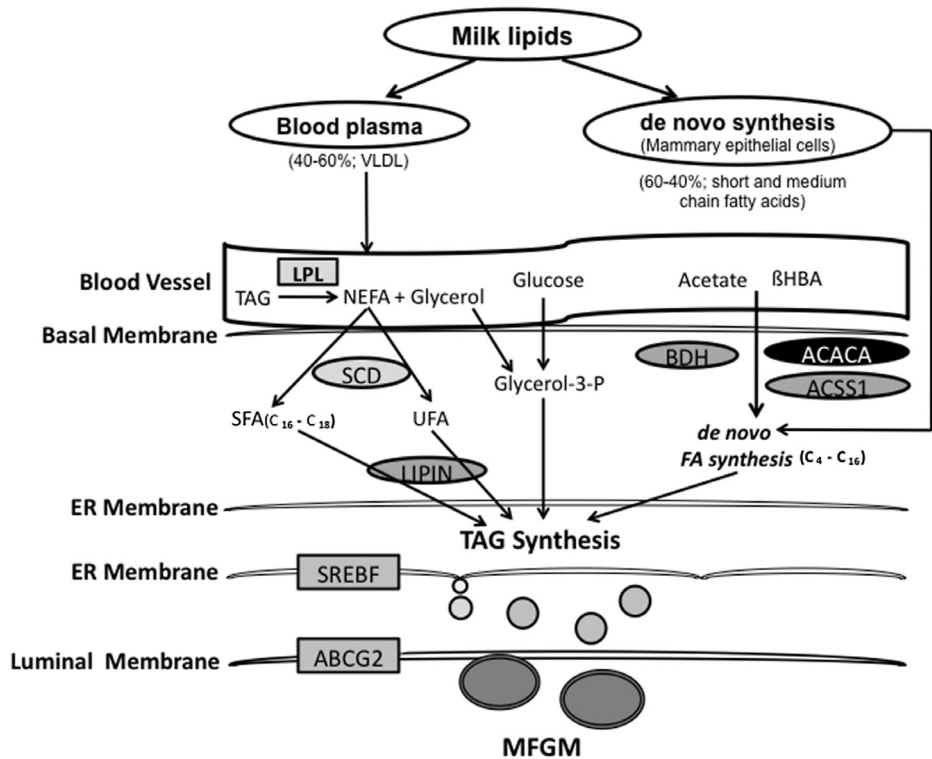 Milk lipids
Blood plasma
(40-60%; VLDL)
de novo synthesis
(Mammary epithelial cells)
(60-40%; short and medium
chain fatty acids)
Blood Vessel
LPL
TAG
NEFA + Glycerol
Glucose
Acetate
ßHBA
Basal Membrane
SCD
BDH
ACACA
ACSS1
Glycerol-3-P
SFA(C16 - C18)
UFA
de novo
FA synthesis (C4 - C16)
LIPIN
ER Membrane
TAG Synthesis
ER Membrane
SREBF
Luminal Membrane
ABCG2
MFGM